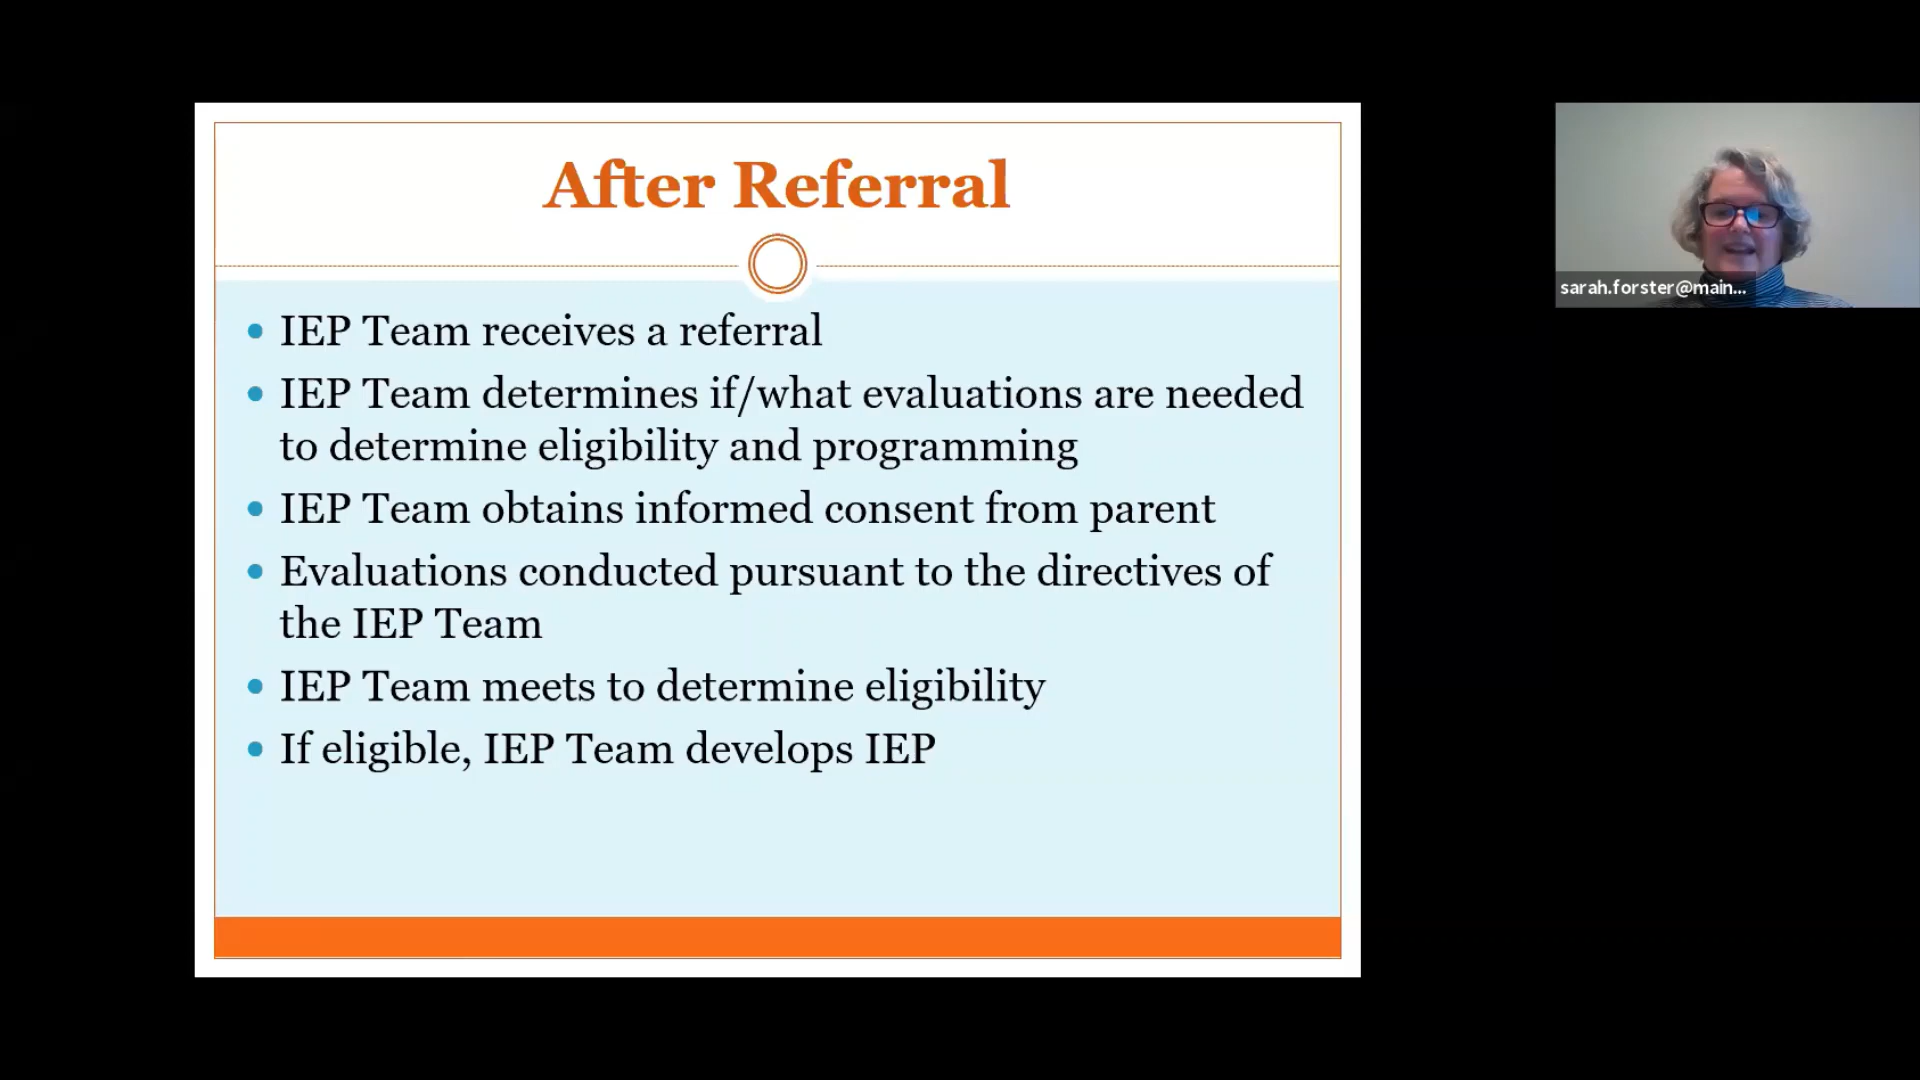 After Referral
IEP Team receives a referral
IEP Team determines if/what evaluations are needed
to determine eligibility and programming
IEP Team obtains informed consent from parent
Evaluations conducted pursuant to the directives of
the IEP Team
IEP Team meets to determine eligibility
If eligible, IEP Team develops IEP
sarah.forster@main...